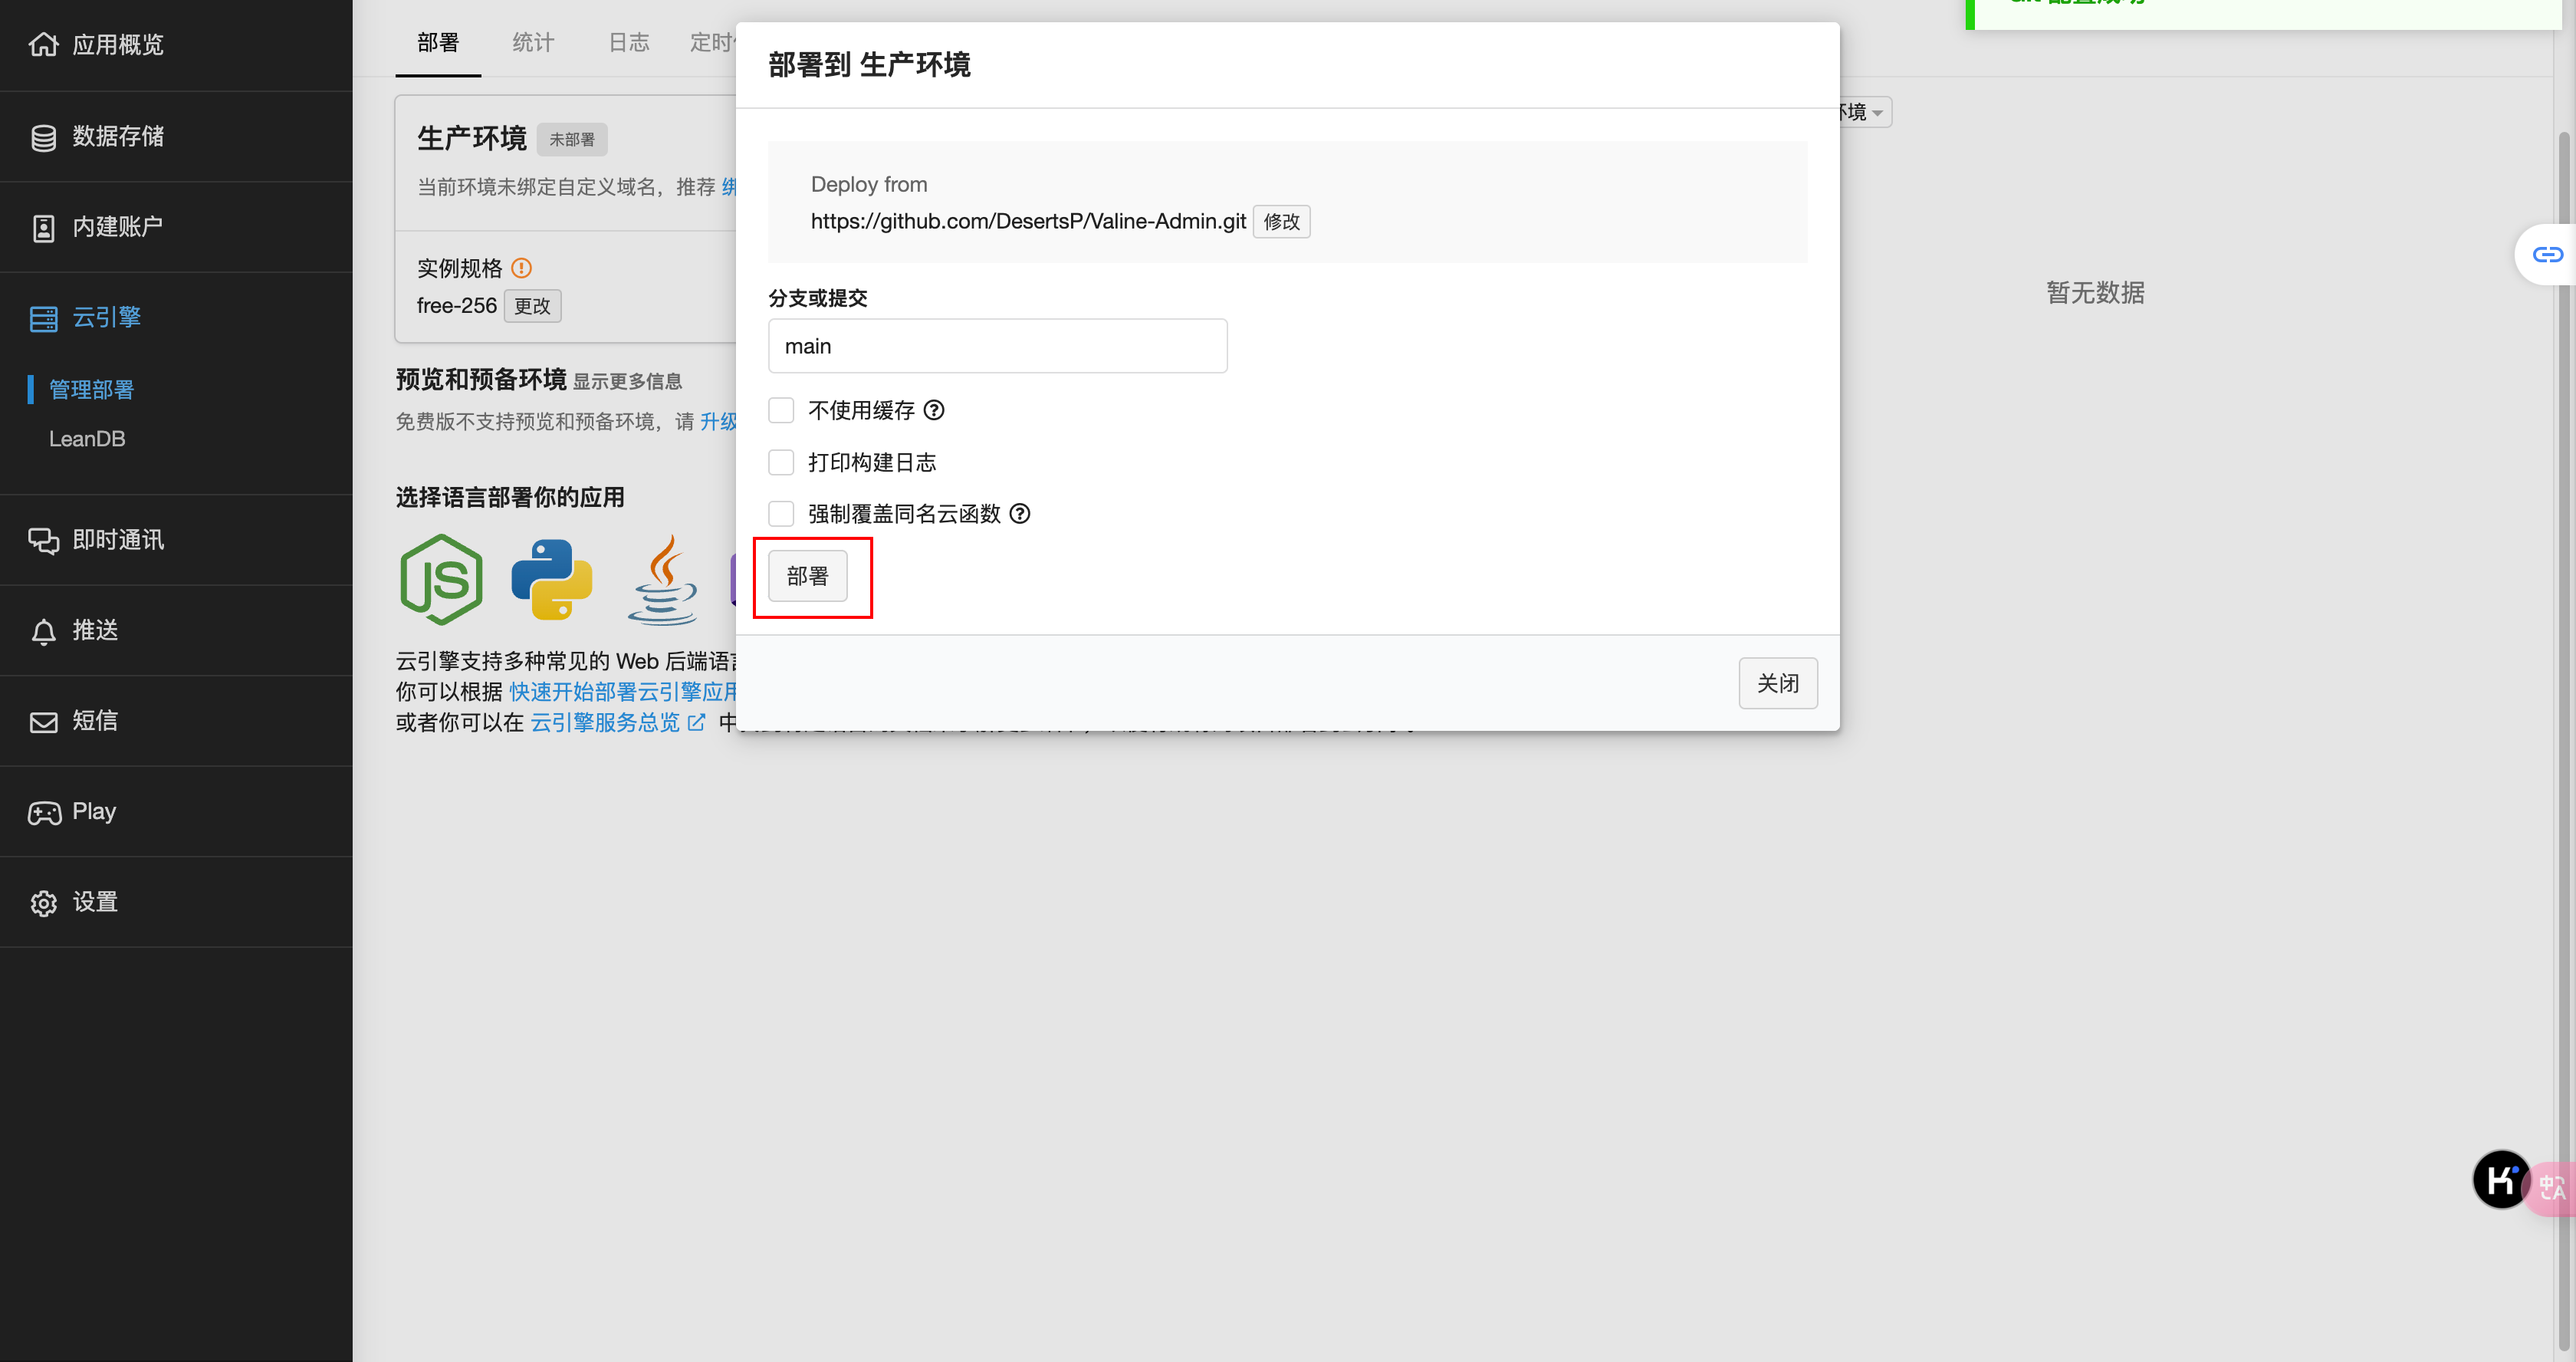 应用概览
数据存储
内建账户
云引擎
管理部署
LeanDB
即时通讯
推送
短信
Play
设置
部署
统计
日志
定时
生产环境
未部署
当前环境未绑定自定义域名，推荐 绑
实例规格
free-256
更改
预览和预备环境 显示更多信息
免费版不支持预览和预备环境，请 升级
选择语言部署你的应用
JS
云引擎支持多种常见的 Web 后端语言
你可以根据 快速开始部署云引擎应用
或者你可以在 云引擎服务总览 中
部署到 生产环境
Deploy from
https://github.com/DesertsP/Valine-Admin.git
修改
分支或提交
main
不使用缓存
打印构建日志
强制覆盖同名云函数
部署
关闭
环境
暂无数据
K
中A